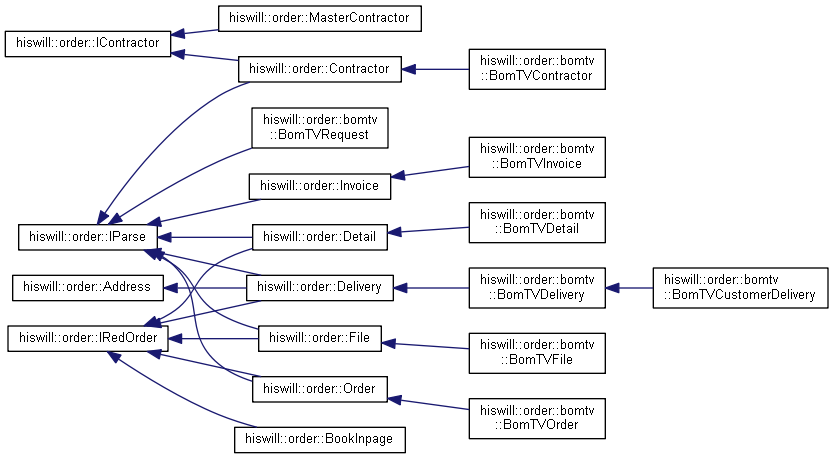 hiswill::order::MasterContractor
hiswill::order::IContractor
hiswill::order::Contractor
hiswill::order::bomtv
::BomTVContractor
hiswill::order::bomtv
::BomTVRequest
hiswill::order::Invoice
hiswill::order::bomtv
::BomTVInvoice
hiswill::order::IParse
hiswill::order::Detail
hiswill::order::bomtv
::BomTVDetail
hiswill::order::Address
hiswill::order::Delivery
hiswill::order::bomtv
::BomTVDelivery
hiswill::order::bomtv
::BomTVCustomerDelivery
hiswill::order::IRedOrder
hiswill::order::File
hiswill::order::bomtv
::BomTVFile
hiswill::order::Order
hiswill::order::bomtv
::BomTVOrder
hiswill::order::BookInpage